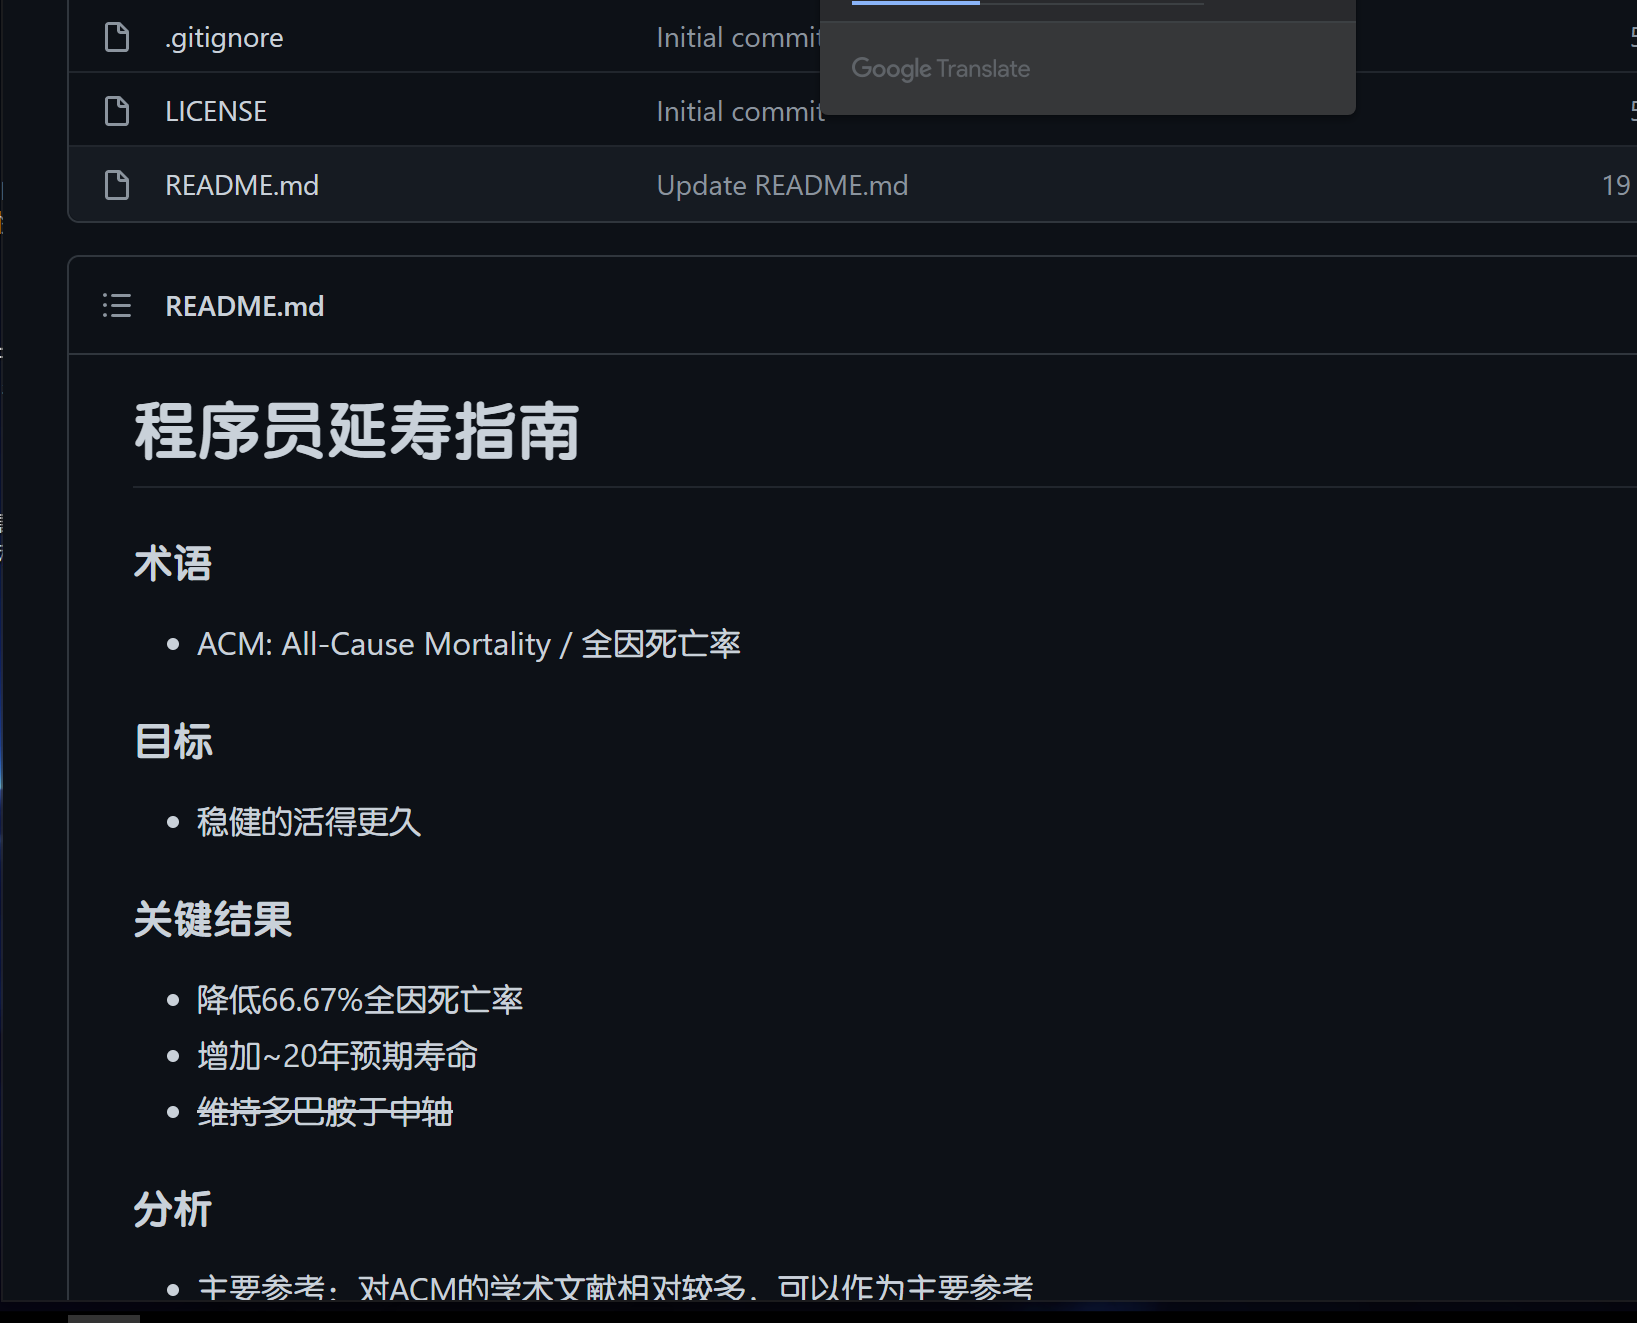 .gitignore Initial commit
Google Translate
LICENSE Initial commit
README.md Update README.md 19
README.md
程序员延寿指南
术语
ACM: All-Cause Mortality / 全因死亡率
目标
稳健的活得更久
关键结果
降低66.67%全因死亡率
增加~20年预期寿命
维持多巴胺于中轴
分析
主要参考：对ACM的学术文献相对较多，可以作为主要参考